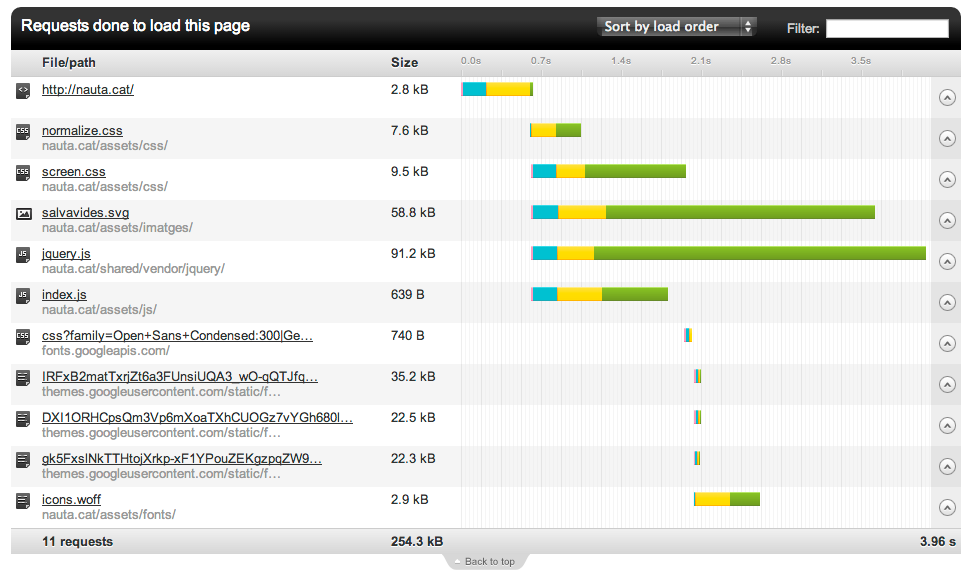 Requests done to load this page
Sort by load order
Filter:
File/path Size 0.0s 0.7s 1.4s 2.1s 2.8s 3.5s
<> http://nauta.cat/ 2.8 kB
CSS normalize.css 7.6 kB
nauta.cat/assets/css/
CSS screen.css 9.5 kB
nauta.cat/assets/css/
salvavides.svg 58.8 kB
nauta.cat/assets/imatges/
JS jquery.js 91.2 kB
nauta.cat/shared/vendor/jquery/
JS index.js 639 B
nauta.cat/assets/js/
CSS css?family=Open+Sans+Condensed:300|Ge... 740 B
fonts.googleapis.com/
IRFxB2matTxrjZt6a3FUnsiUQA3_wO-qQTJfq... 35.2 kB
themes.googleusercontent.com/static/f...
DXI1ORHCpsQm3Vp6mXoaTXhCUOGz7vYGh680l... 22.5 kB
themes.googleusercontent.com/static/f...
gk5FxslNkTTHtojXrkp-xF1YPouZEKgzpqZW9... 22.3 kB
themes.googleusercontent.com/static/f...
icons.woff 2.9 kB
nauta.cat/assets/fonts/
11 requests 254.3 kB 3.96 s
Back to top